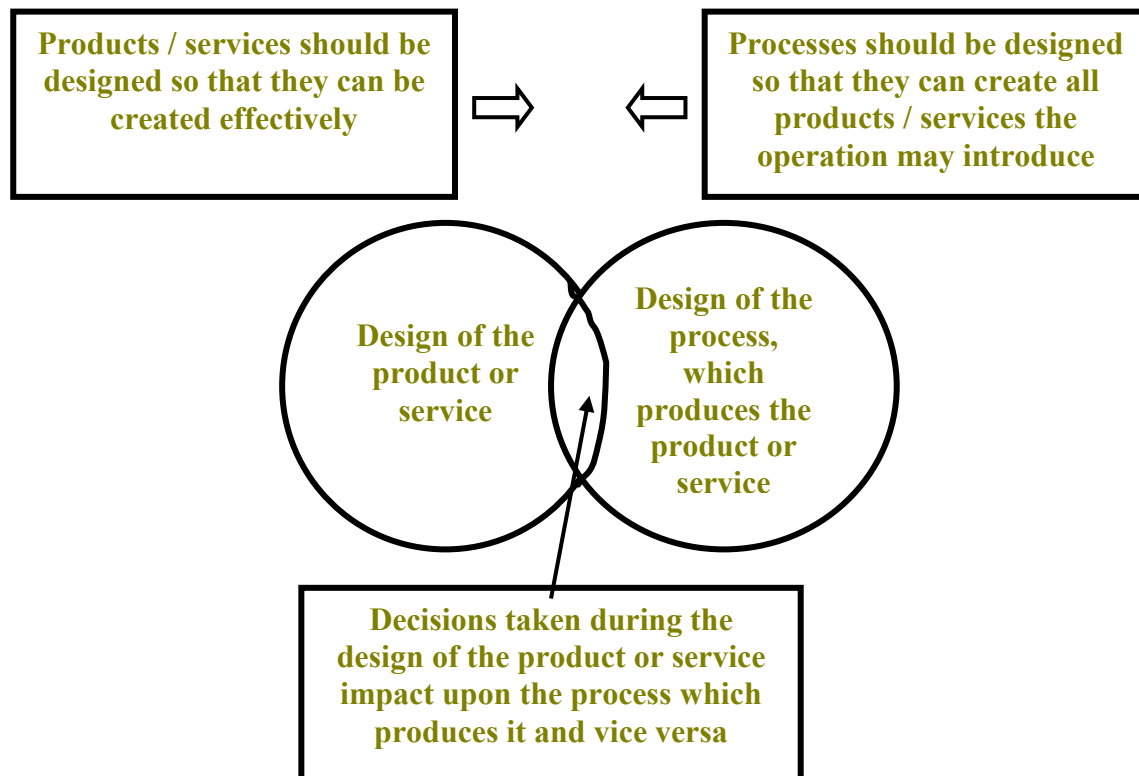 Products / services should be
designed so that they can be
created effectively
Processes should be designed
so that they can create all
products / services the
operation may introduce
Design of the
product or
service
Design of the
process,
which
produces the
product or
service
Decisions taken during the
design of the product or service
impact upon the process which
produces it and vice versa